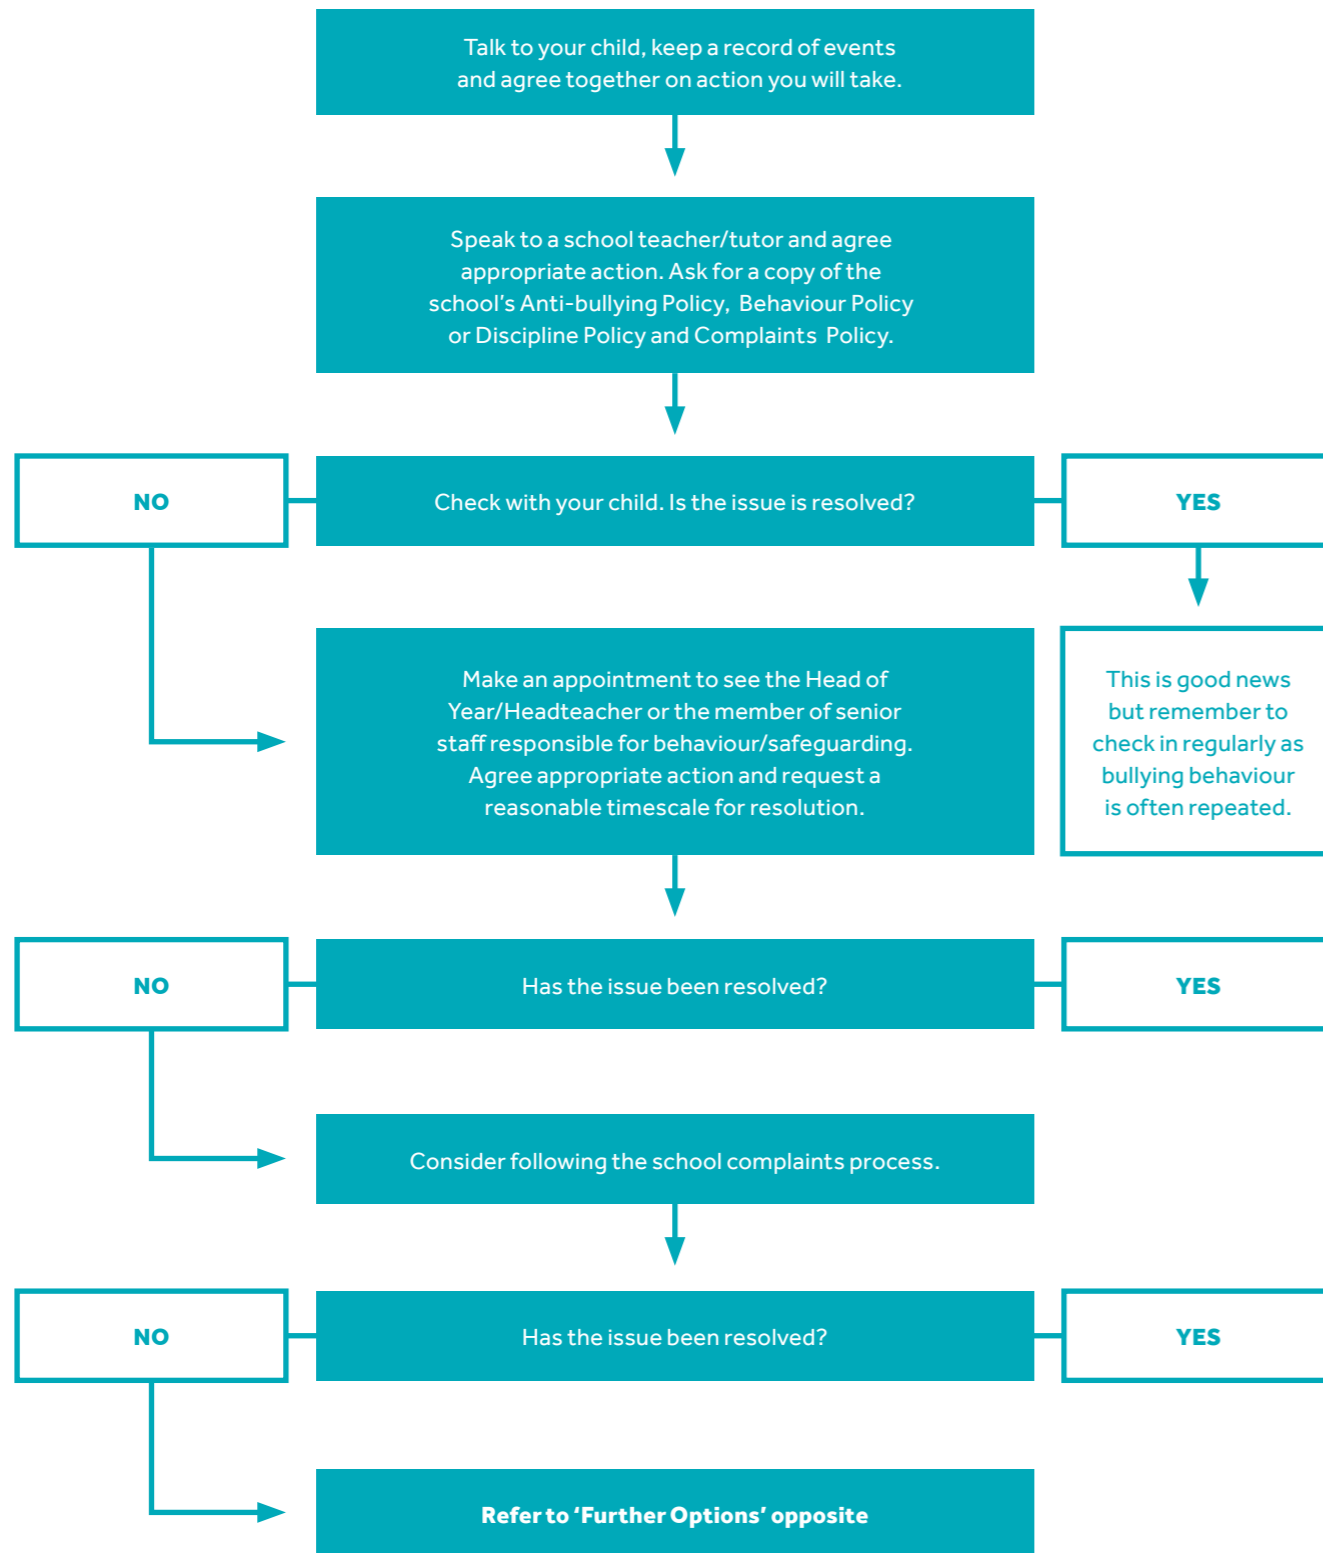 Talk to your child, keep a record of events
and agree together on action you will take.
Speak to a school teacher/tutor and agree
appropriate action. Ask for a copy of the
school's Anti-bullying Policy, Behaviour Policy
or Discipline Policy and Complaints Policy.
NO
Check with your child. Is the issue is resolved?
YES
Make an appointment to see the Head of
Year/Headteacher or the member of senior
staff responsible for behaviour/safeguarding.
Agree appropriate action and request a
reasonable timescale for resolution.
This is good news
but remember to
check in regularly as
bullying behaviour
is often repeated.
NO
Has the issue been resolved?
YES
Consider following the school complaints process.
NO
Has the issue been resolved?
YES
Refer to ‘Further Options’ opposite